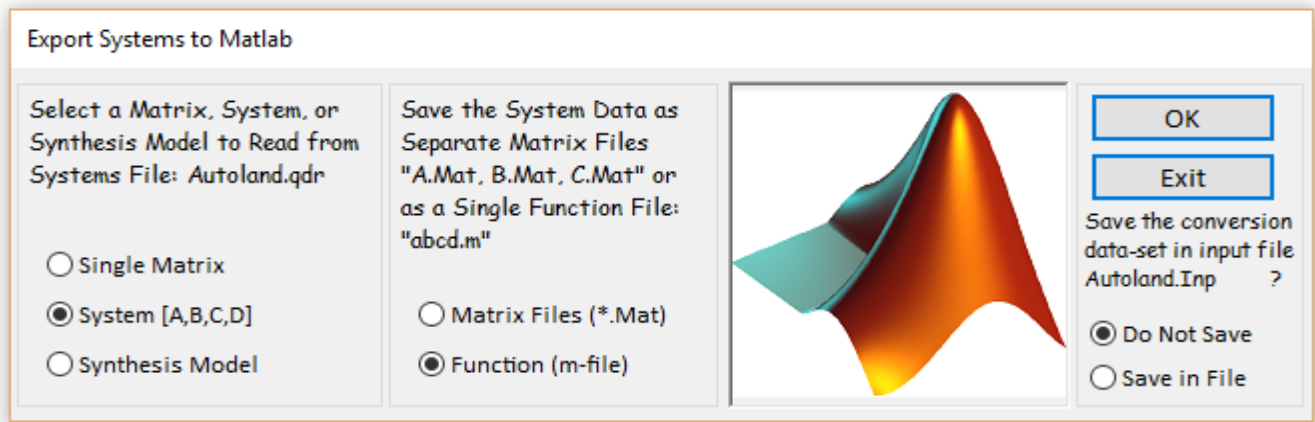 Export Systems to Matlab
Select a Matrix, System, or
Synthesis Model to Read from
Systems File: Autoland.qdr
Single Matrix
System [A,B,C,D]
Synthesis Model
Save the System Data as
Separate Matrix Files
"A.Mat, B.Mat, C.Mat" or
as a Single Function File:
"abcd.m"
Matrix Files (*.Mat)
Function (m-file)
OK
Exit
Save the conversion
data-set in input file
Autoland.Inp ?
Do Not Save
Save in File